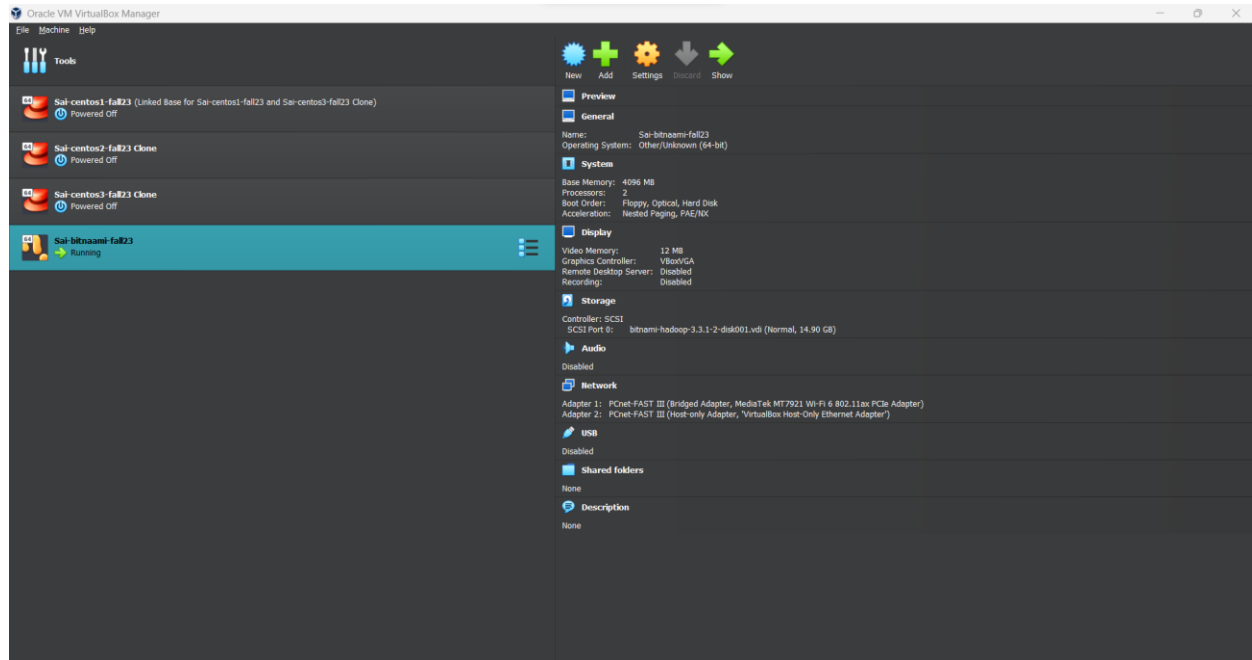 Oracle VM VirtualBox Manager
File Machine Help
Tools
64 Sai-centos1-fall23 (Linked Base for Sai-centos1-fall23 and Sai-centos3-fall23 Clone)
Powered Off
64 Sai-centos2-fall23 Clone
Powered Off
64 Sai-centos3-fall23 Clone
Powered Off
64 Sai-bitnaami-fall23
Running
New Add Settings Discard Show
Preview
General
Name: Sai-bitnaami-fall23
Operating System: Other/Unknown (64-bit)
System
Base Memory: 4096 MB
Processors: 2
Boot Order: Floppy, Optical, Hard Disk
Acceleration: Nested Paging, PAE/NX
Display
Video Memory: 12 MB
Graphics Controller: VBoxVGA
Remote Desktop Server: Disabled
Recording: Disabled
Storage
Controller: SCSI
SCSI Port 0: bitnami-hadoop-3.3.1-2-disk001.vdi (Normal, 14.90 GB)
Audio
Disabled
Network
Adapter 1: PCnet-FAST III (Bridged Adapter, MediaTek MT7921 Wi-Fi 6 802.11ax PCIe Adapter)
Adapter 2: PCnet-FAST III (Host-only Adapter, 'VirtualBox Host-Only Ethernet Adapter')
USB
Disabled
Shared folders
None
Description
None